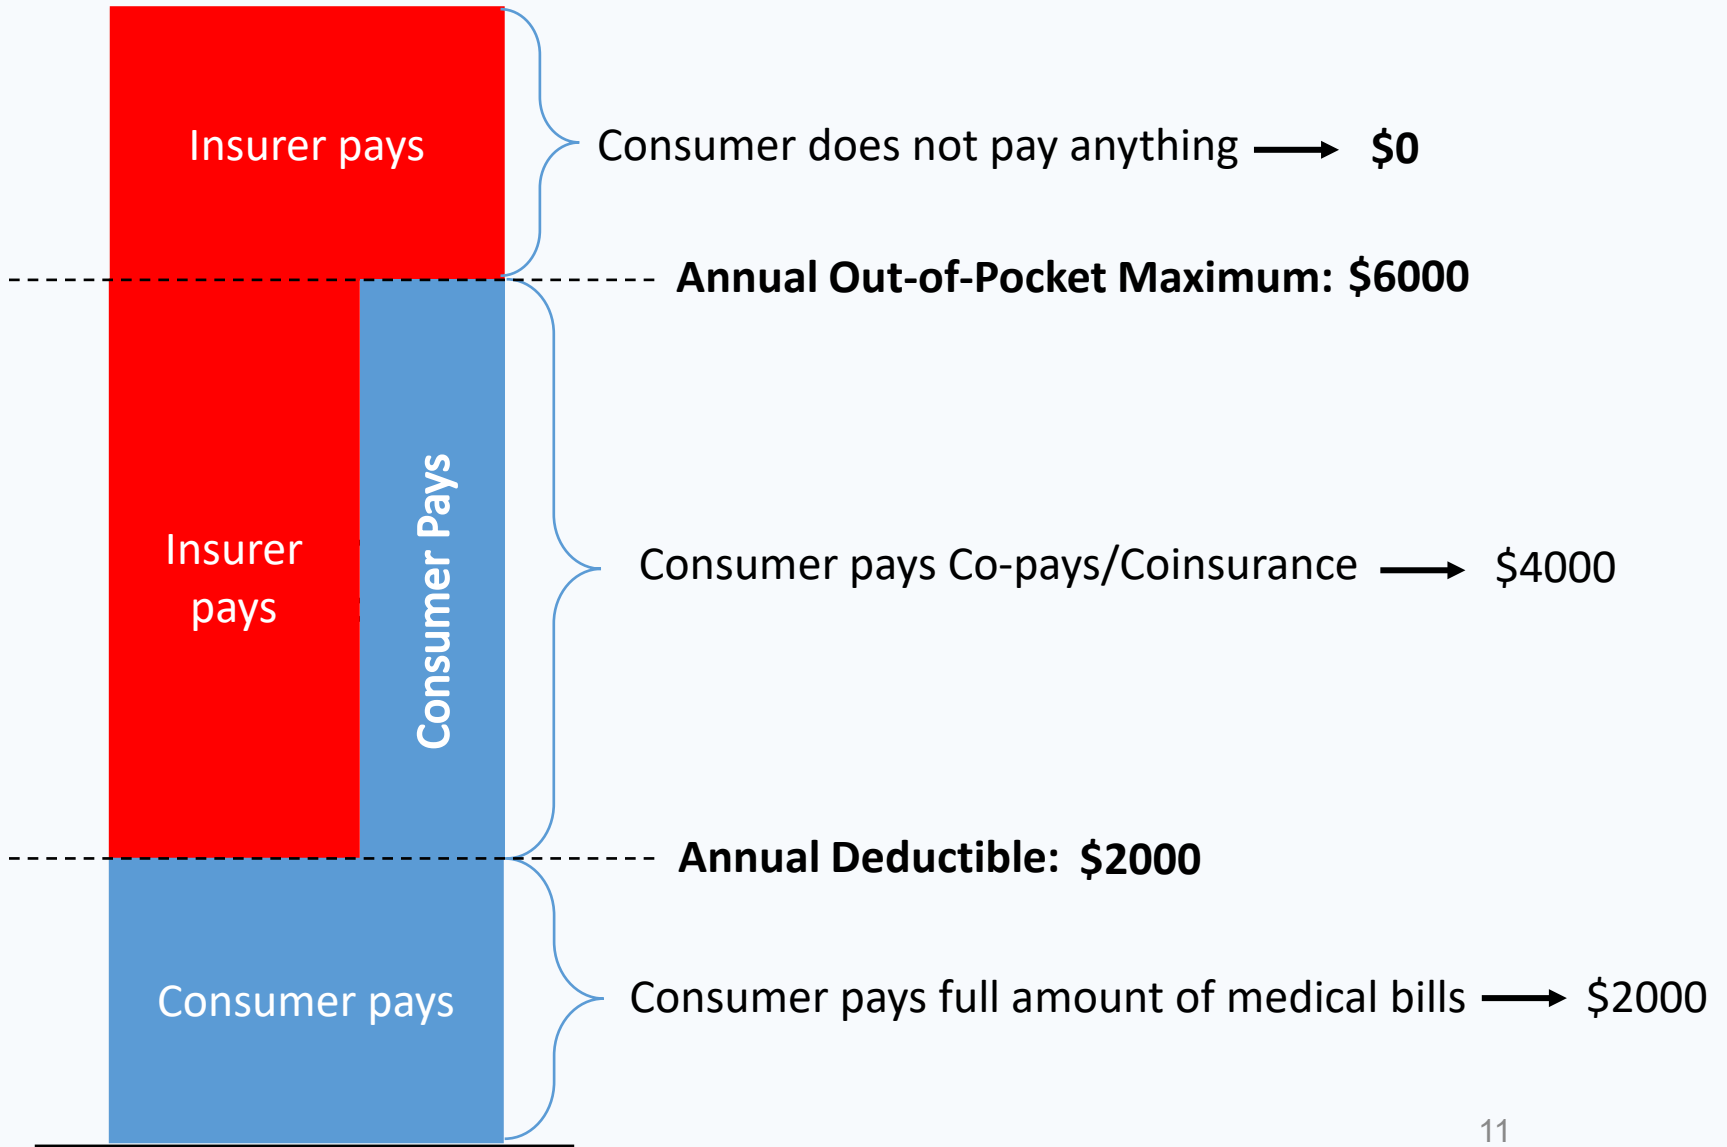 Insurer pays
Consumer does not pay anything $0
Annual Out-of-Pocket Maximum: $6000
Insurer
pays
Consumer Pays
Consumer pays Co-pays/Coinsurance $4000
Annual Deductible: $2000
Consumer pays
Consumer pays full amount of medical bills $2000
11